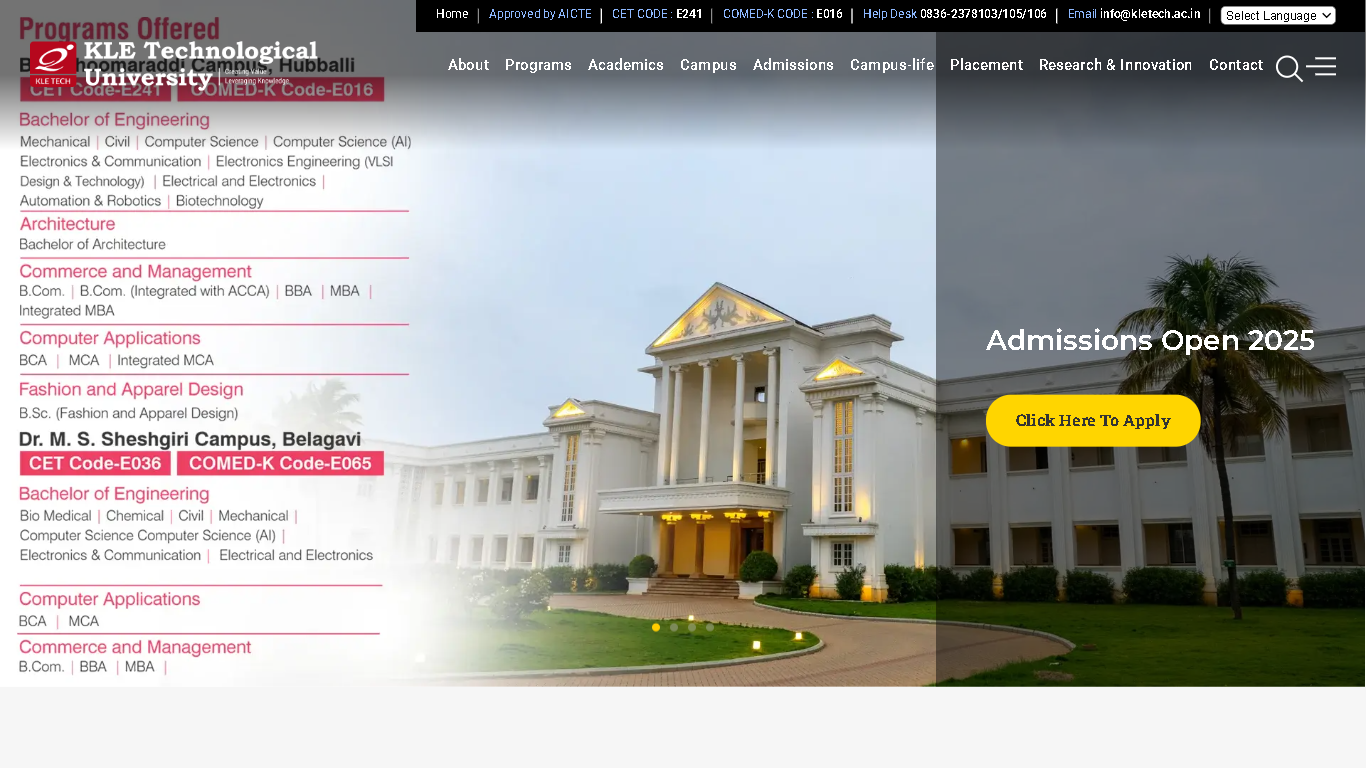 Home | Approved by AICTE | CET CODE : E241 | COMED-K CODE : E016 | Help Desk 0836-2378103/105/106 | Email info@kletech.ac.in | Select Language
KLE TECH
KLE Technological
University
Creating Value
Leveraging Knowledge
About Programs Academics Campus Admissions Campus-life Placement Research & Innovation Contact
Programs Offered
Campus, Hubballi
CET Code-E241 COMED-K Code-E016
Bachelor of Engineering
Mechanical | Civil | Computer Science | Computer Science (AI)
Electronics & Communication | Electronics Engineering (VLSI
Design & Technology) | Electrical and Electronics |
Automation & Robotics | Biotechnology
Architecture
Bachelor of Architecture
Commerce and Management
B.Com. | B.Com. (Integrated with ACCA) | BBA | MBA |
Integrated MBA
Computer Applications
BCA | MCA | Integrated MCA
Fashion and Apparel Design
B.Sc. (Fashion and Apparel Design)
Dr. M. S. Sheshgiri Campus, Belagavi
CET Code-E036 COMED-K Code-E065
Bachelor of Engineering
Bio Medical | Chemical | Civil | Mechanical |
Computer Science Computer Science (AI) |
Electronics & Communication | Electrical and Electronics
Computer Applications
BCA | MCA
Commerce and Management
B.Com. | BBA | MBA |
Admissions Open 2025
Click Here To Apply